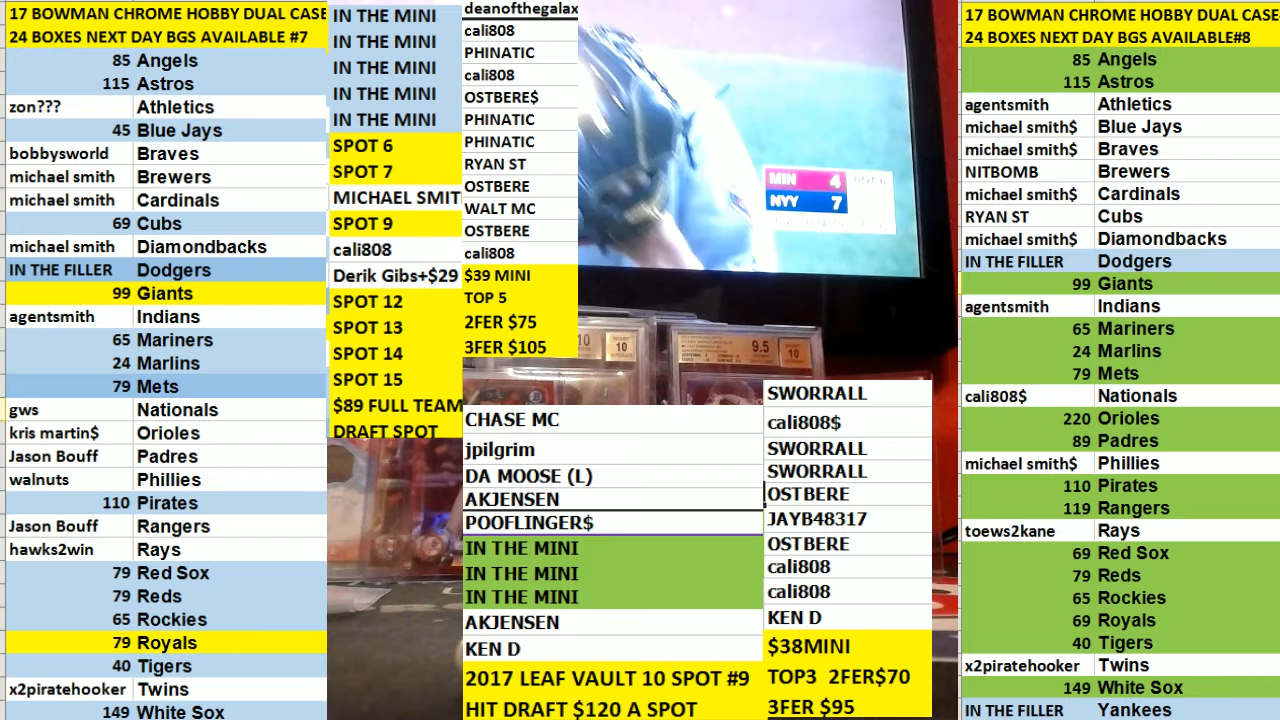 17 BOWMAN CHROME HOBBY DUAL CASE
24 BOXES NEXT DAY BGS AVAILABLE #7
85 Angels
115 Astros
zon??? Athletics
45 Blue Jays
bobbysworld Braves
michael smith Brewers
michael smith Cardinals
69 Cubs
michael smith Diamondbacks
IN THE FILLER Dodgers
99 Giants
agentsmith Indians
65 Mariners
24 Marlins
79 Mets
gws Nationals
kris martin$ Orioles
Jason Bouff Padres
walnuts Phillies
110 Pirates
Jason Bouff Rangers
hawks2win Rays
79 Red Sox
79 Reds
65 Rockies
79 Royals
40 Tigers
x2piratehooker Twins
149 White Sox
IN THE MINI
IN THE MINI
IN THE MINI
IN THE MINI
IN THE MINI
SPOT 6
SPOT 7
MICHAEL SMIT
SPOT 9
cali808
Derik Gibs+$29
SPOT 12
SPOT 13
SPOT 14
SPOT 15
$89 FULL TEAM
DRAFT SPOT
deanofthegalax
cali808
PHINATIC
cali808
OSTBERE$
PHINATIC
PHINATIC
RYAN ST
OSTBERE
WALT MC
OSTBERE
cali808
$39 MINI
TOP 5
2FER $75
3FER $105
MIN 4
NYY 7
10
10
9.5
10
CHASE MC
jpilgrim
DA MOOSE (L)
AKJENSEN
POOFLINGER$
IN THE MINI
IN THE MINI
IN THE MINI
AKJENSEN
KEN D
2017 LEAF VAULT 10 SPOT #9
HIT DRAFT $120 A SPOT
SWORRALL
cali808$
SWORRALL
SWORRALL
OSTBERE
JAYB48317
OSTBERE
cali808
cali808
KEN D
$38MINI
TOP3 2FER$70
3FER $95
17 BOWMAN CHROME HOBBY DUAL CASE
24 BOXES NEXT DAY BGS AVAILABLE#8
85 Angels
115 Astros
agentsmith Athletics
michael smith$ Blue Jays
michael smith$ Braves
NITBOMB Brewers
michael smith$ Cardinals
RYAN ST Cubs
michael smith$ Diamondbacks
IN THE FILLER Dodgers
99 Giants
agentsmith Indians
65 Mariners
24 Marlins
79 Mets
cali808$ Nationals
220 Orioles
89 Padres
michael smith$ Phillies
110 Pirates
119 Rangers
toews2kane Rays
69 Red Sox
79 Reds
65 Rockies
69 Royals
40 Tigers
x2piratehooker Twins
149 White Sox
IN THE FILLER Yankees